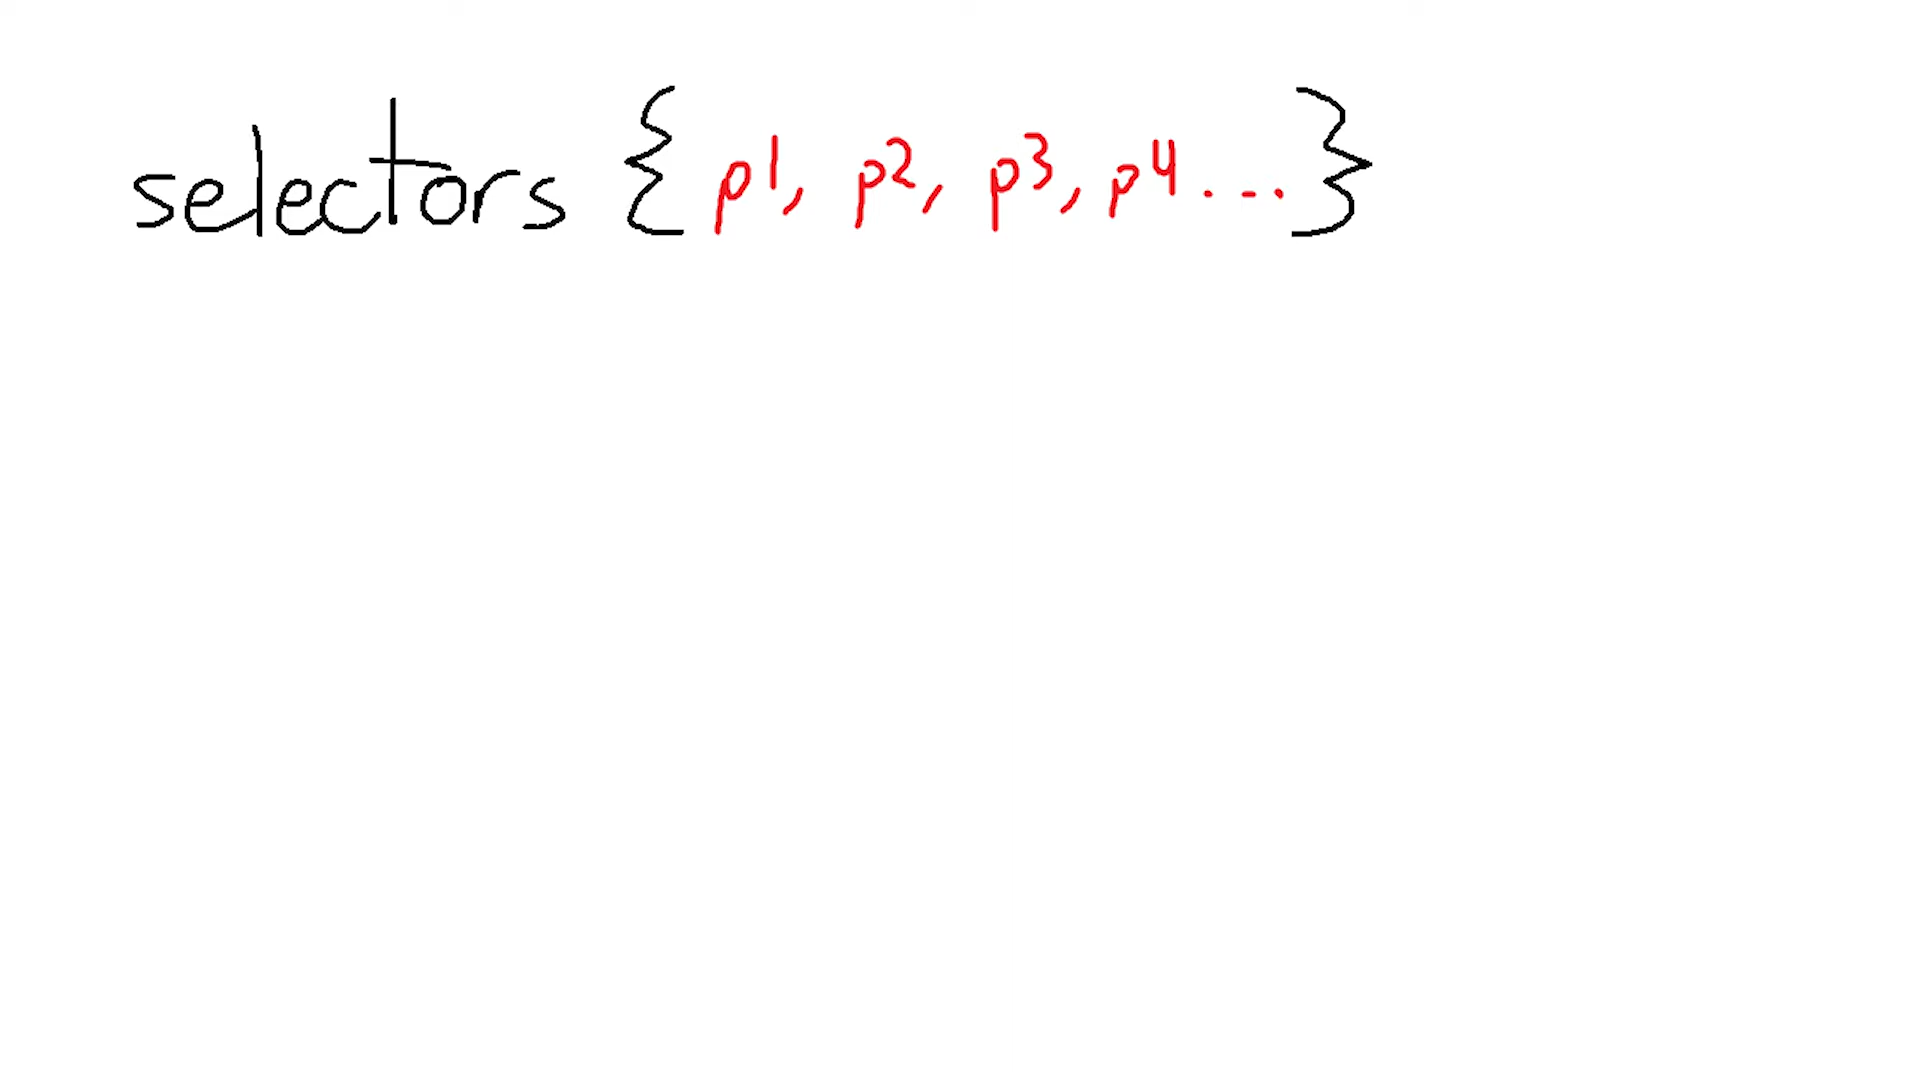 selectors { p1, p2, p3, p4 ... }